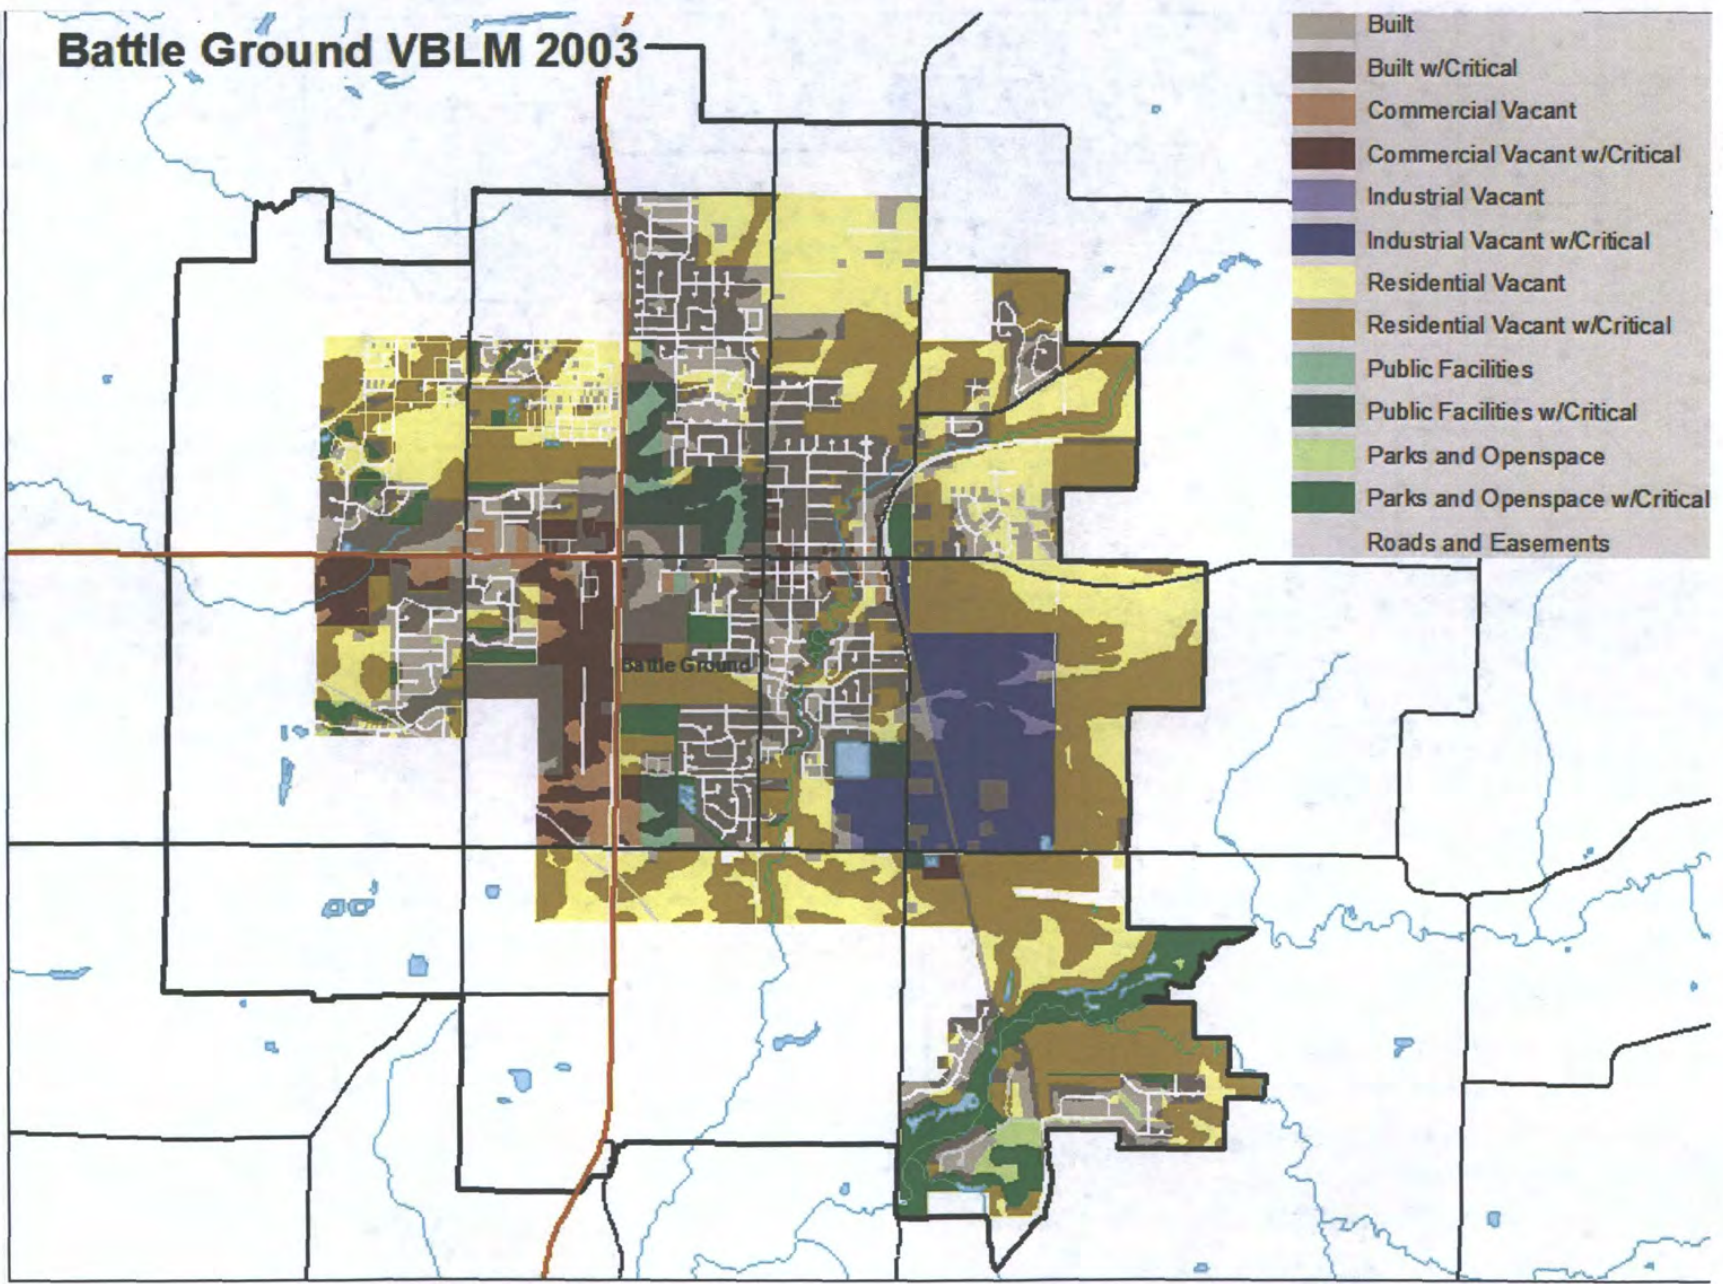 Battle Ground VBLM 2003
Built
Built w/Critical
Commercial Vacant
Commercial Vacant w/Critical
Industrial Vacant
Industrial Vacant w/Critical
Residential Vacant
Residential Vacant w/Critical
Public Facilities
Public Facilities w/Critical
Parks and Openspace
Parks and Openspace w/Critical
Roads and Easements
Battle Ground